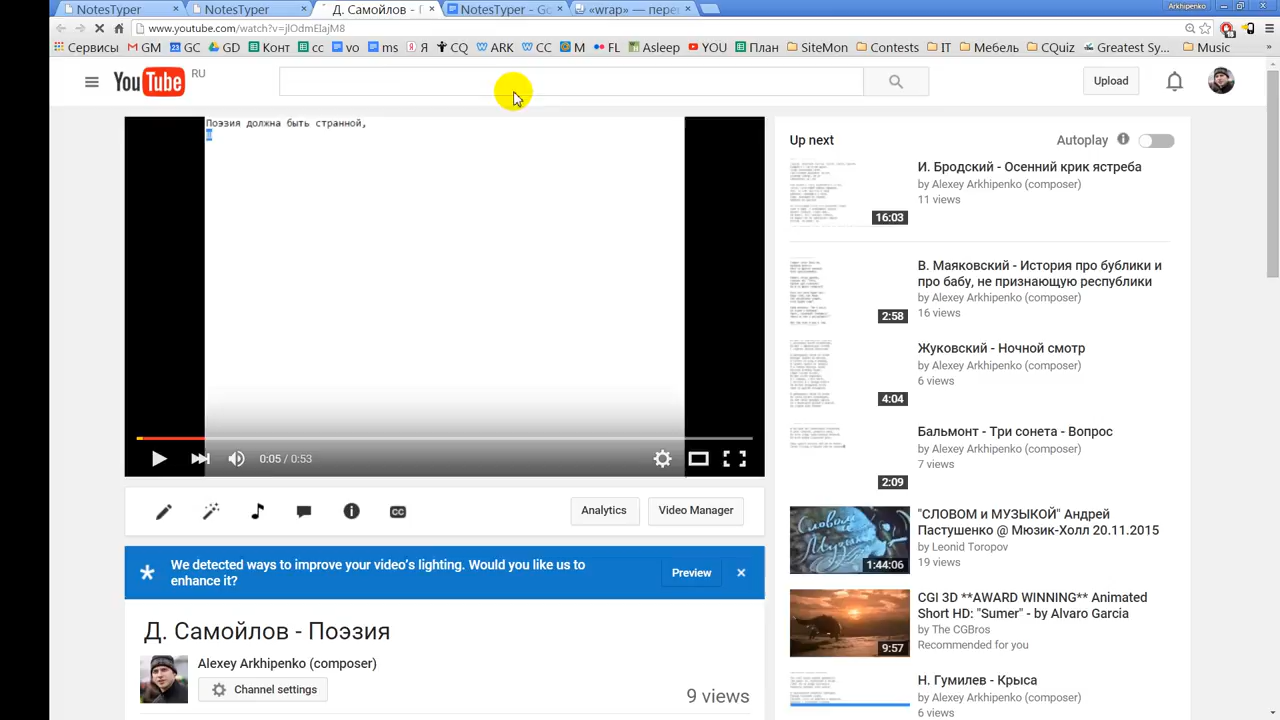 Arkhipenko
NotesTyper
NotesTyper
Д. Самойлов - Г
NotesTyper - Go
«wrap» — пере
www.youtube.com/watch?v=jlOdmEIajM8
Сервисы
GM
GC
ВО
Конт
cc
vo
ms
Я
CQ
ARK
CC
M
FL
Asleep
YOU
План
SiteMon
Contests
IT
Мебель
CQuiz
Greatest Sy...
Music
YouTube RU
Upload
Поэзия должна быть странной,
0:05 / 0:53
CC
Analytics
Video Manager
We detected ways to improve your video's lighting. Would you like us to
enhance it?
Preview
Д. Самойлов - Поэзия
Alexey Arkhipenko (composer)
Channel settings
9 views
Up next
Autoplay
И. Бродский - Осенний крик ястреба
by Alexey Arkhipenko (composer)
11 views
16:03
В. Маяковский - История про бублики и
про бабу, не признающую республики
by Alexey Arkhipenko (composer)
16 views
2:58
Жуковский - Ночной смотр
by Alexey Arkhipenko (composer)
6 views
4:04
Бальмонт - Три сонета - Взнос
by Alexey Arkhipenko (composer)
7 views
2:09
"СЛОВОМ и МУЗЫКОЙ" Андрей
Пастушенко @ Мюзик-Холл 20.11.2015
by Leonid Toropov
19 views
Словом
и
Музыкой
1:44:06
CGI 3D **AWARD WINNING** Animated
Short HD: "Sumer" - by Alvaro Garcia
by The CGBros
Recommended for you
9:57
Н. Гумилев - Крыса
by Alexey Arkhipenko (composer)
6 views